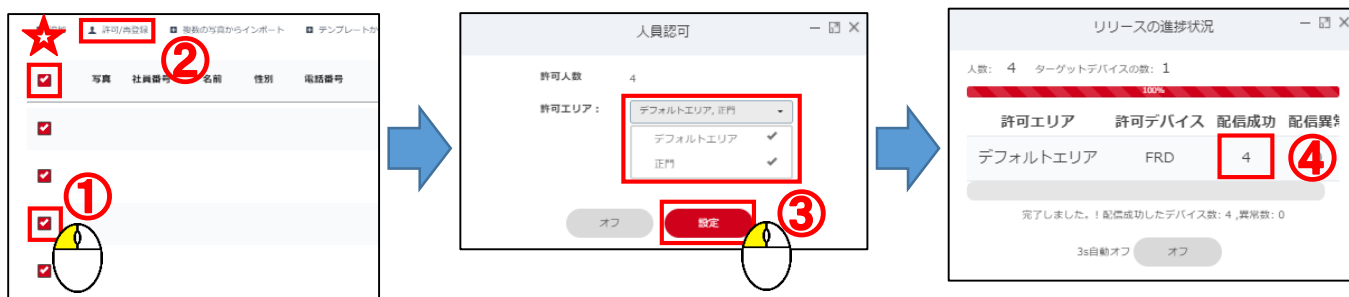 許可/再登録 複数の写真からインポート テンプレートか
②
写真 社員番号 名前 性別 電話番号
①
人員認可
許可人数 4
許可エリア： デフォルトエリア, 正門
デフォルトエリア
正門
オフ 設定
③
リリースの進捗状況
人数: 4 ターゲットデバイスの数: 1
100%
許可エリア 許可デバイス 配信成功 配信異常
デフォルトエリア FRD 4
④
完了しました。! 配信成功したデバイス数: 4 ,異常数: 0
3s自動オフ オフ